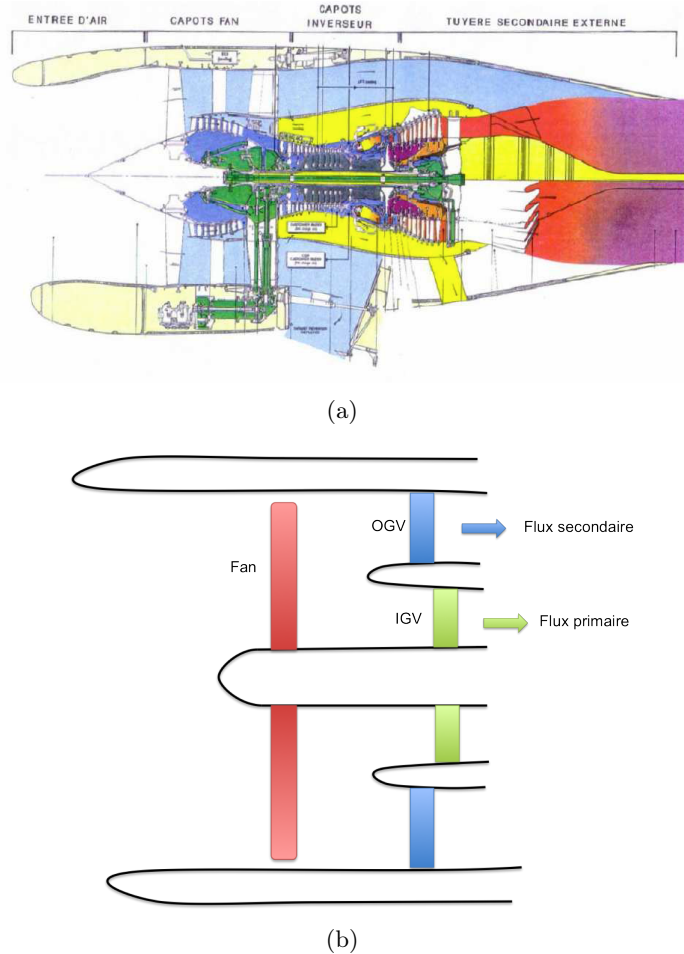 ENTREE D'AIR
CAPOTS FAN
CAPOTS
INVERSEUR
TUYERE SECONDAIRE EXTERNE
(a)
OGV
Flux secondaire
Fan
IGV
Flux primaire
(b)